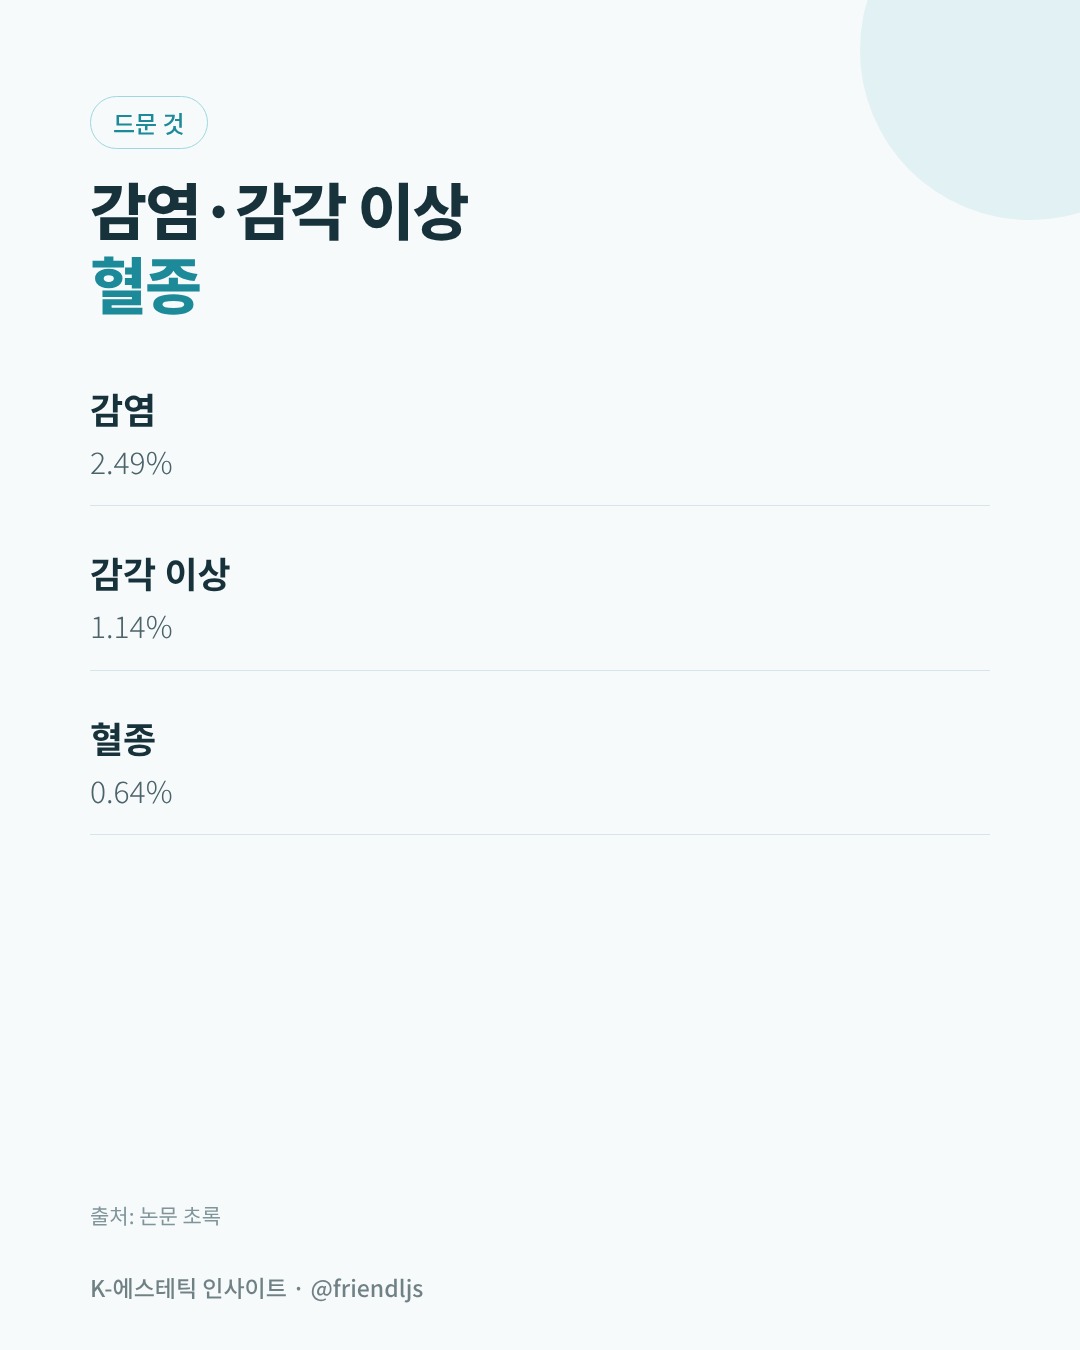 드문 것
감염·감각 이상
혈종
감염
2.49%
감각 이상
1.14%
혈종
0.64%
출처: 논문 초록
K-에스테틱 인사이트 · @friendljs